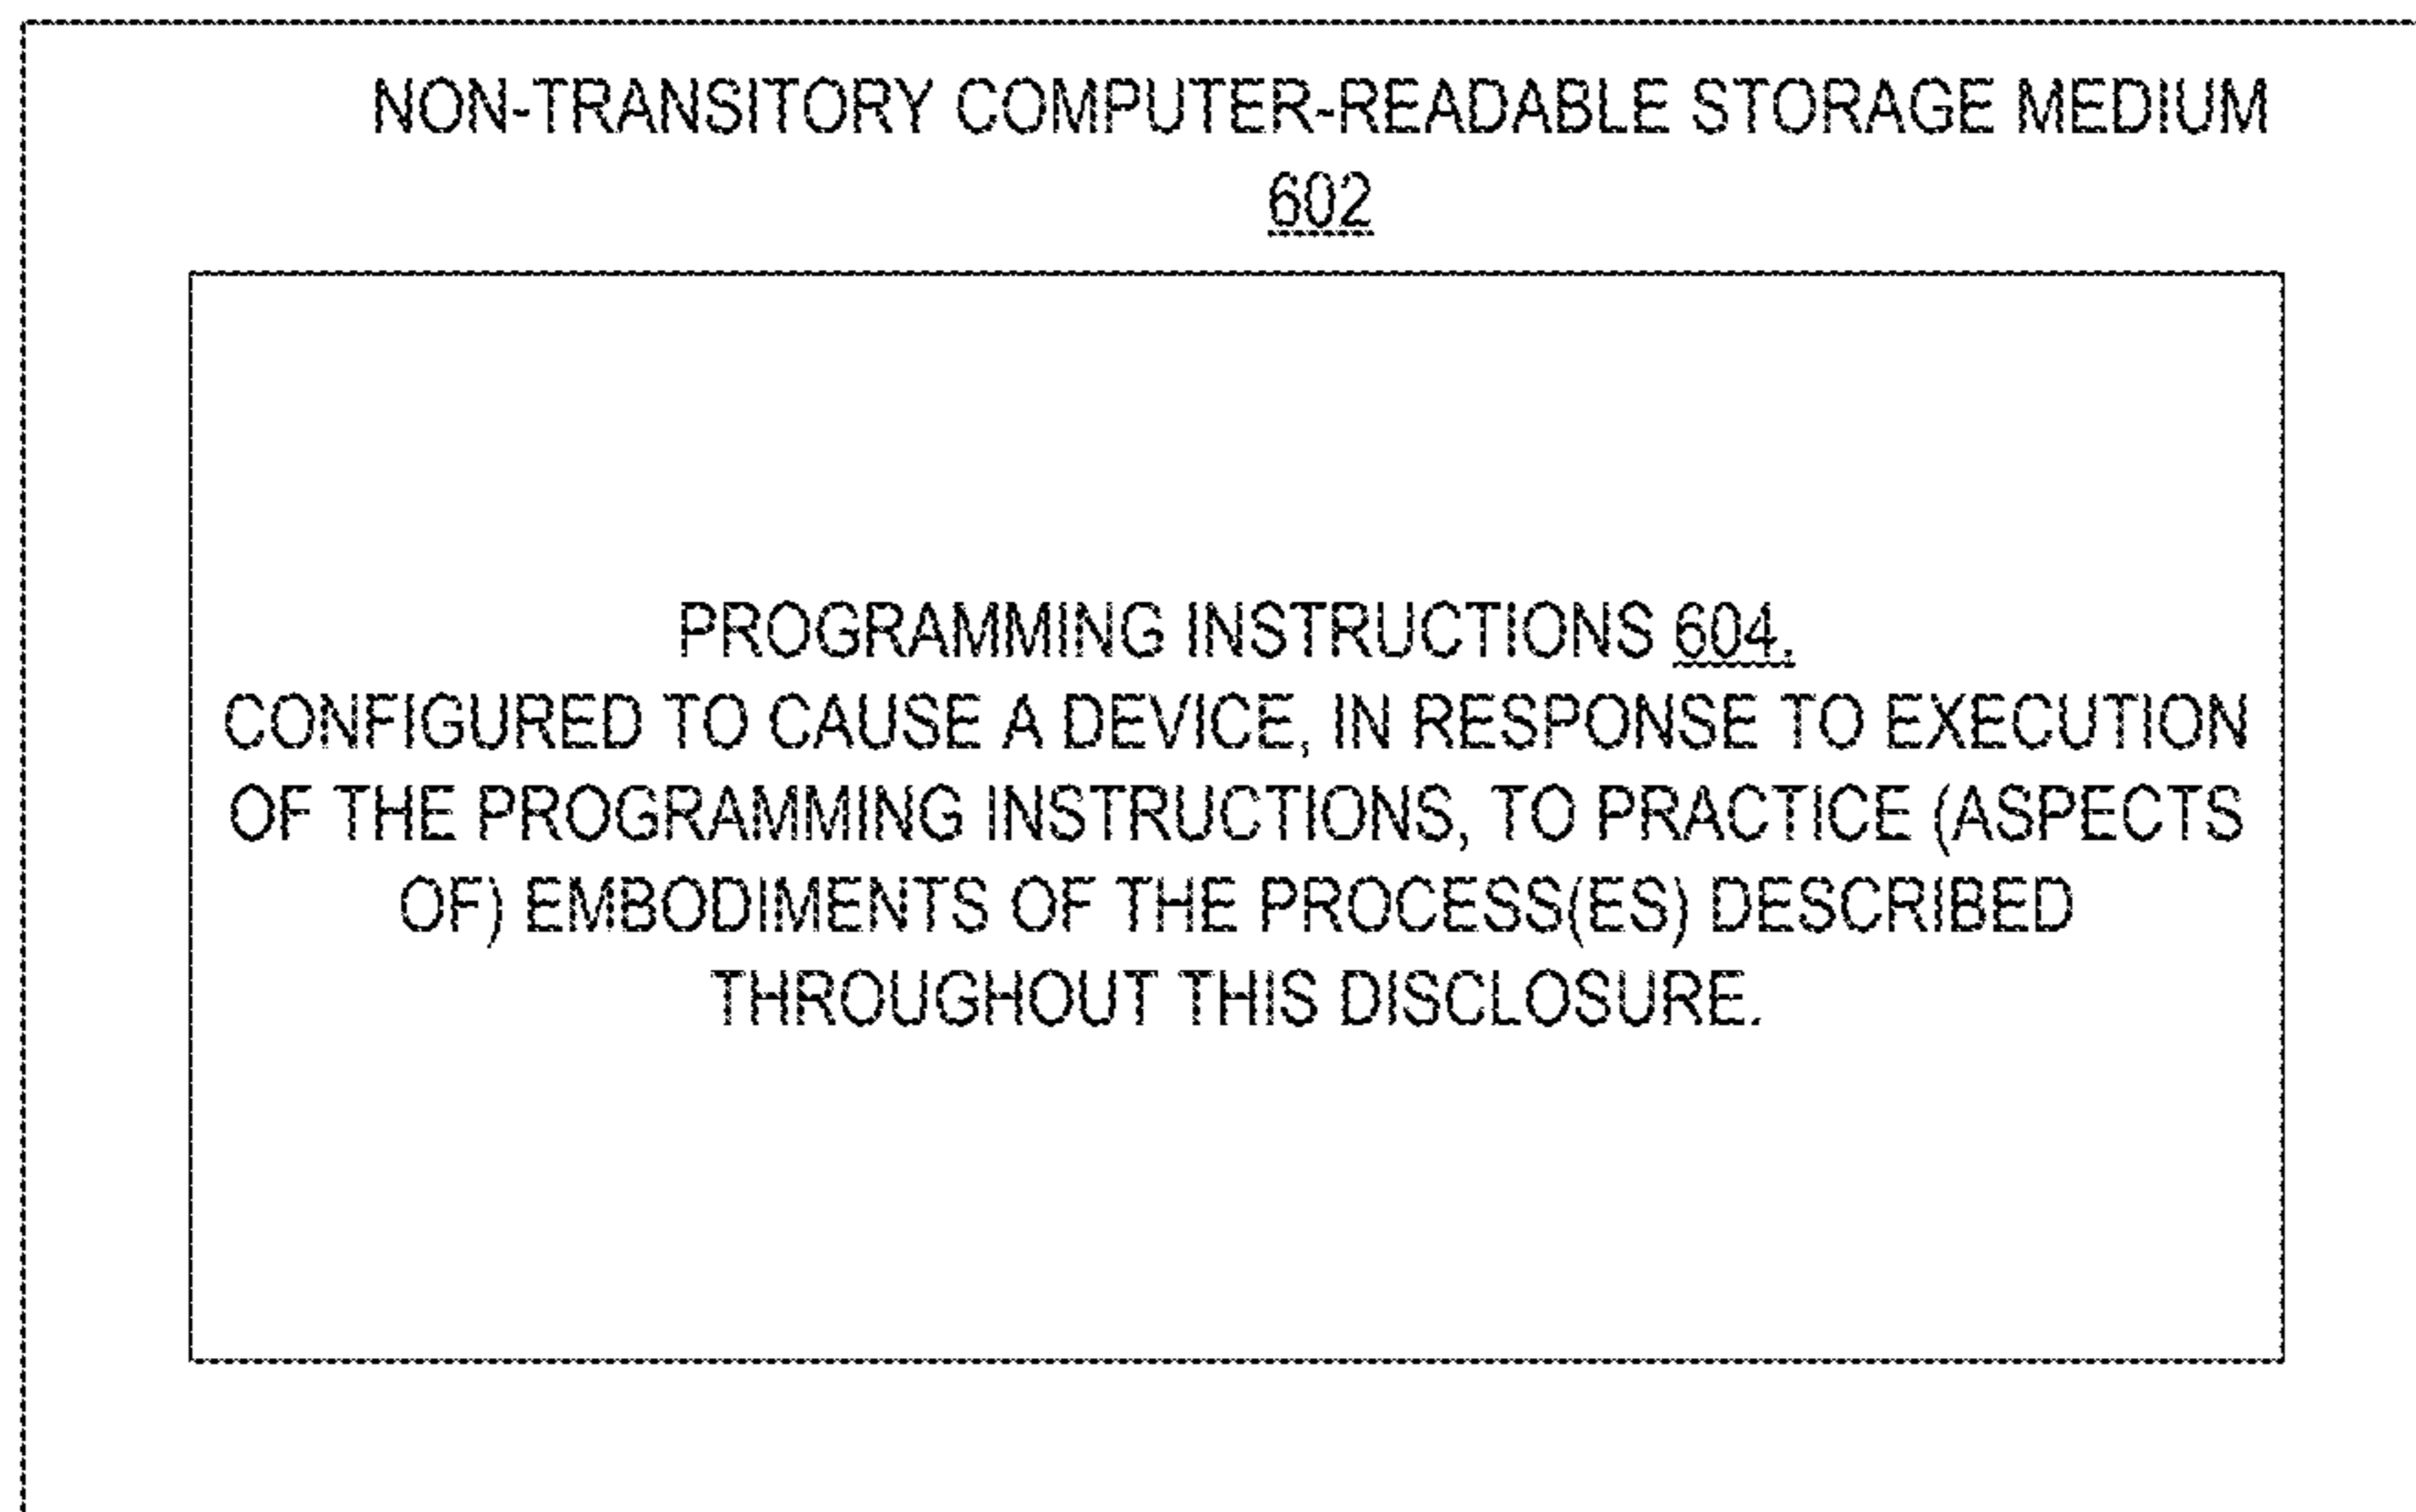 NON-TRANSITORY COMPUTER-READABLE STORAGE MEDIUM
602
PROGRAMMING INSTRUCTIONS 604,
CONFIGURED TO CAUSE A DEVICE, IN RESPONSE TO EXECUTION
OF THE PROGRAMMING INSTRUCTIONS, TO PRACTICE (ASPECTS
OF) EMBODIMENTS OF THE PROCESS(ES) DESCRIBED
THROUGHOUT THIS DISCLOSURE.